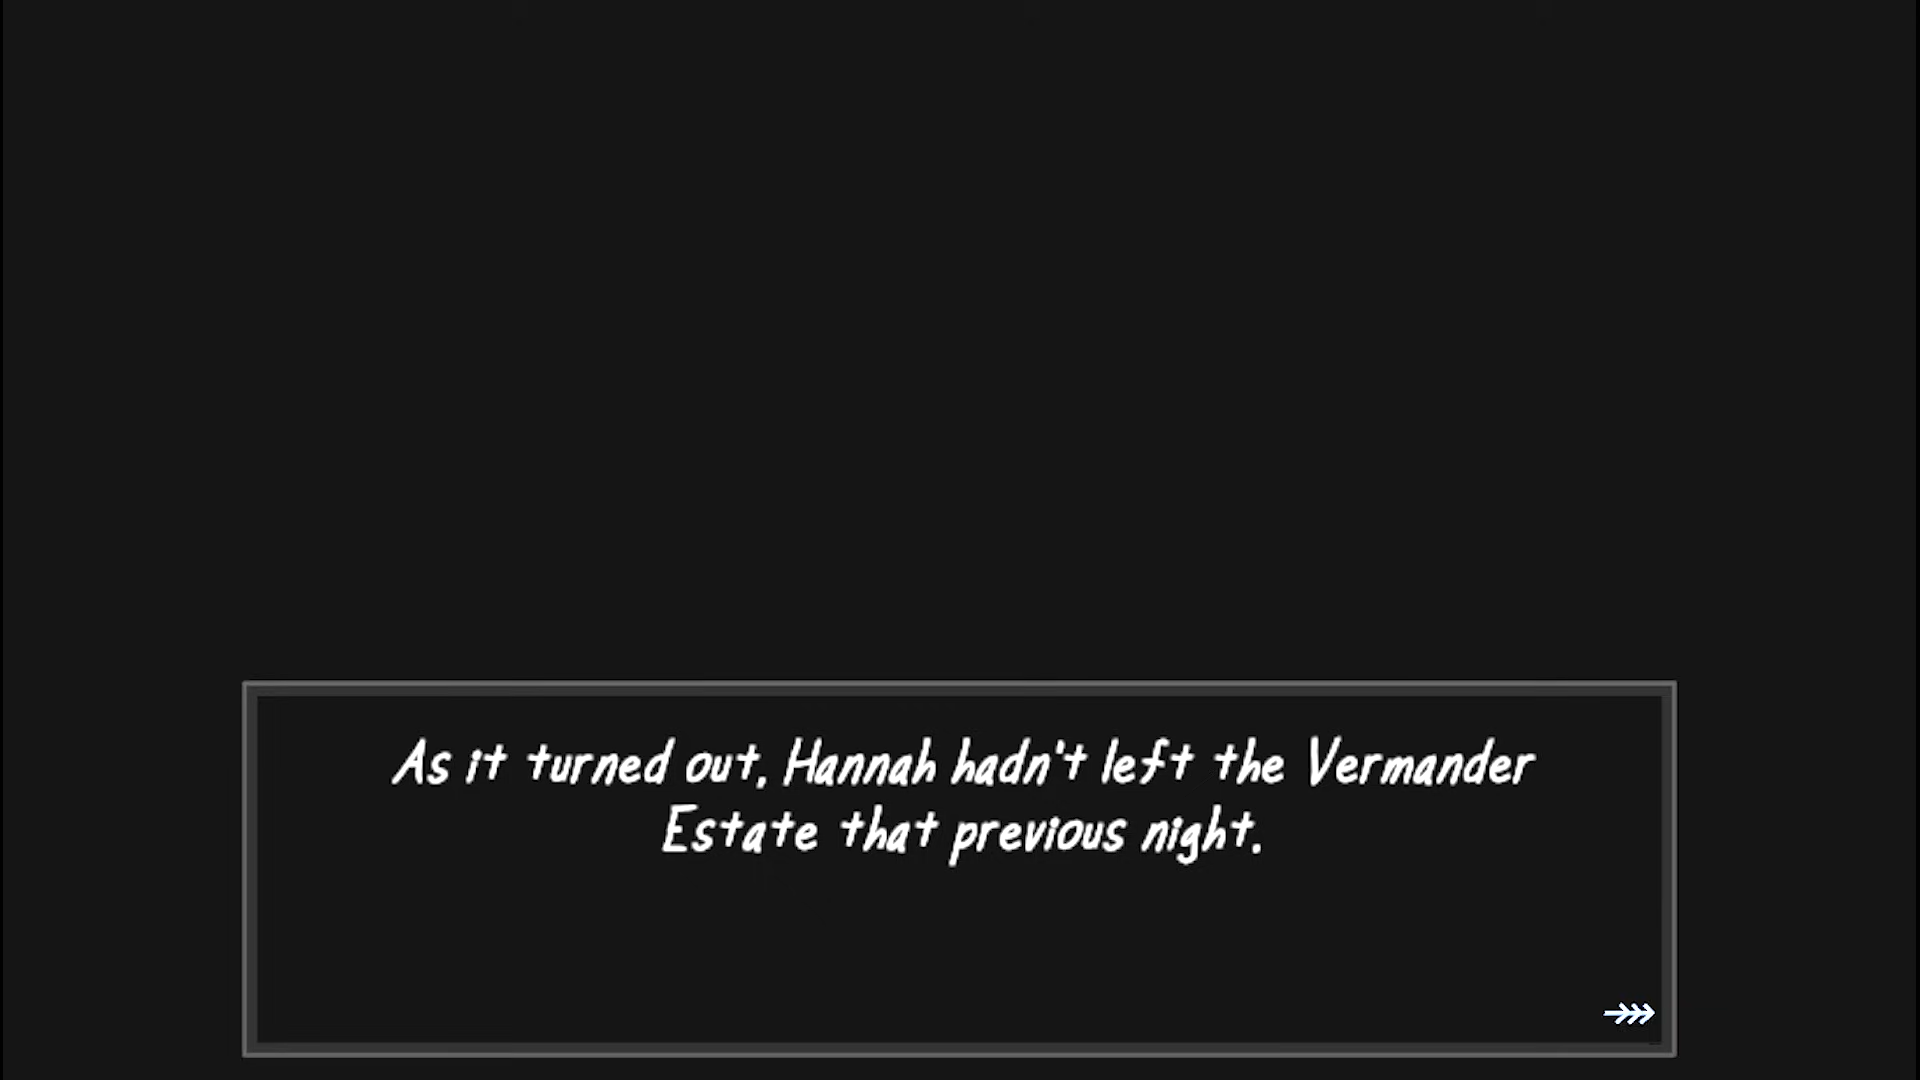 As it turned out, Hannah hadn't left the Vermander
Estate that previous night.